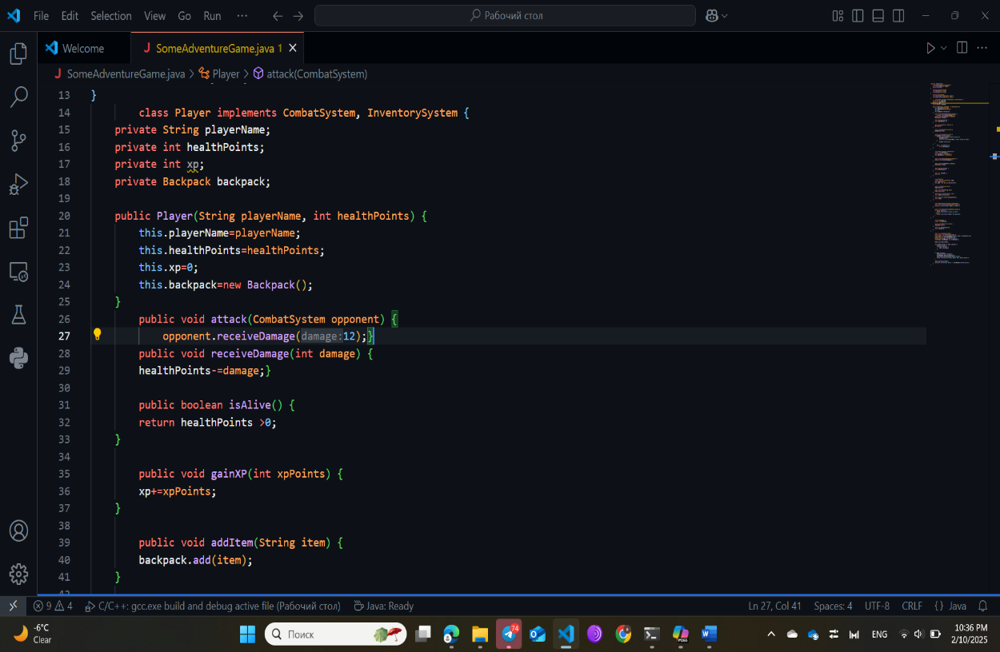 File Edit Selection View Go Run ··· Рабочий стол
Welcome SomeAdventureGame.java 1
SomeAdventureGame.java > Player > attack(CombatSystem)
13 }
14 class Player implements CombatSystem, InventorySystem {
15 private String playerName;
16 private int healthPoints;
17 private int xp;
18 private Backpack backpack;
19
20 public Player(String playerName, int healthPoints) {
21 this.playerName=playerName;
22 this.healthPoints=healthPoints;
23 this.xp=0;
24 this.backpack=new Backpack();
25 }
26 public void attack(CombatSystem opponent) {
27 opponent.receiveDamage(damage:12);}
28 public void receiveDamage(int damage) {
29 healthPoints-=damage;}
30
31 public boolean isAlive() {
32 return healthPoints >0;
33 }
34
35 public void gainXP(int xpPoints) {
36 xp+=xpPoints;
37 }
38
39 public void addItem(String item) {
40 backpack.add(item);
41 }
42
9 4 C/C++: gcc.exe build and debug active file (Рабочий стол) Java: Ready Ln 27, Col 41 Spaces: 4 UTF-8 CRLF {} Java
-6°C
Clear
Поиск
74
ENG
10:36 PM
2/10/2025